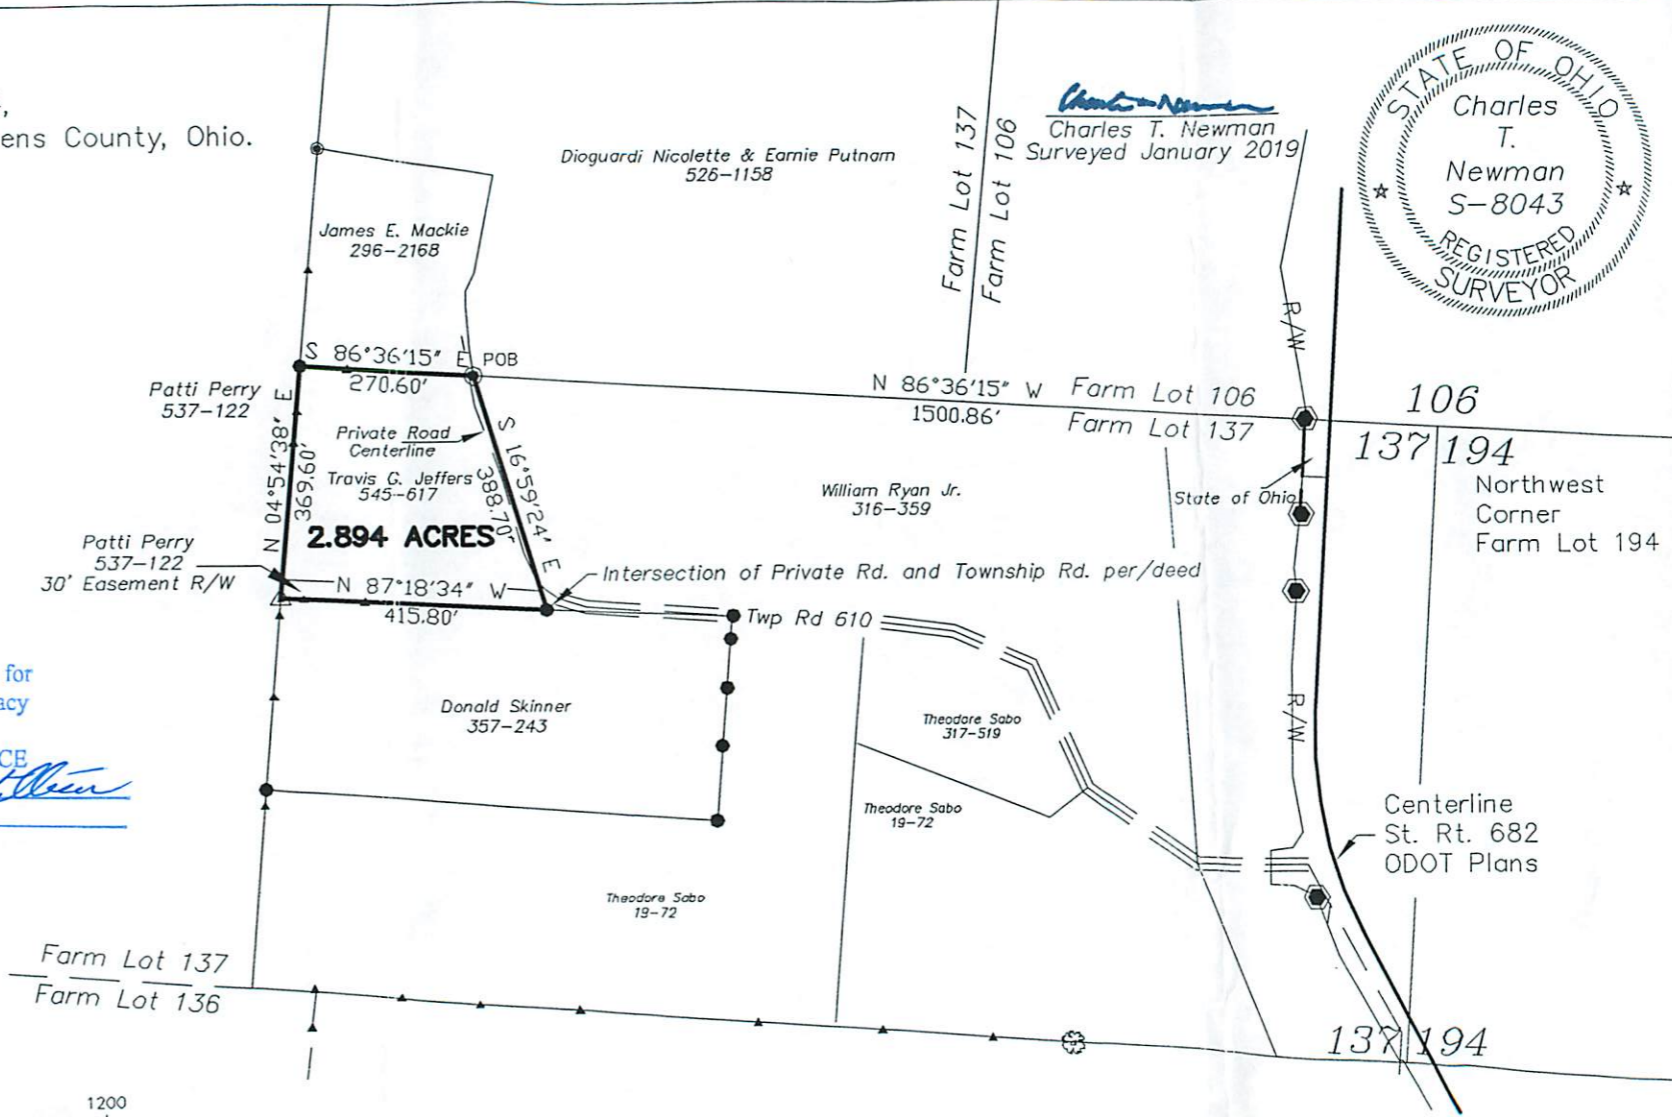 ens County, Ohio.
Dioguardi Nicolette & Earnie Putnam
526-1158
Farm Lot 137
Farm Lot 106
Charles T. Newman
Surveyed January 2019
STATE OF OHIO
Charles
T.
Newman
S-8043
REGISTERED
SURVEYOR
James E. Mackie
296-2168
R/W
S 86°36'15" E
POB
270.60'
Patti Perry
537-122
N 04°54'38" E
369.60'
Private Road
Centerline
Travis G. Jeffers
545-617
2.894 ACRES
S 16°59'24" E
388.70'
N 86°36'15" W
1500.86'
Farm Lot 106
Farm Lot 137
106
137
194
Northwest
Corner
Farm Lot 194
William Ryan Jr.
316-359
State of Ohio
Patti Perry
537-122
30' Easement R/W
N 87°18'34" W
415.80'
Intersection of Private Rd. and Township Rd. per/deed
Twp Rd 610
for
acy
CE
Donald Skinner
357-243
Theodore Sabo
317-519
R/W
Theodore Sabo
19-72
Centerline
St. Rt. 682
ODOT Plans
Theodore Sabo
19-72
Farm Lot 137
Farm Lot 136
137
194
1200